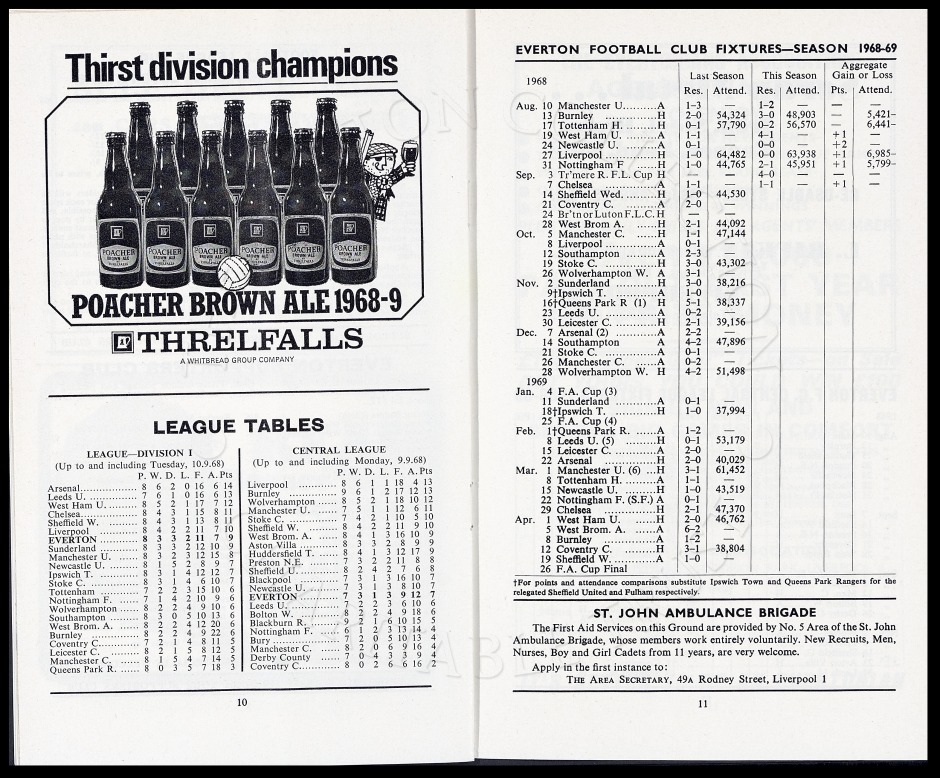 Thirst division champions
POACHER BROWN ALE 1968-9
THRELFALLS
A WHITBREAD GROUP COMPANY
LEAGUE TABLES
LEAGUE—DIVISION I
(Up to and including Tuesday, 10.9.68)
P. W. D. L. F. A. Pts
Arsenal 8 6 2 0 16 6 14
Leeds U. 7 6 1 0 16 6 13
West Ham U. 8 5 2 1 17 7 12
Chelsea 8 4 3 1 15 8 11
Sheffield W. 8 4 3 1 13 8 11
Liverpool 8 4 2 2 11 7 10
EVERTON 8 3 3 2 11 7 9
Sunderland 8 3 3 2 12 10 9
Manchester U. 8 3 2 3 12 15 8
Newcastle U. 8 1 5 2 8 9 7
Ipswich T. 8 3 1 4 12 12 7
Stoke C. 8 3 1 4 6 10 7
Tottenham 7 2 2 3 15 10 6
Nottingham F. 7 1 4 2 10 9 6
Wolverhampton 8 2 2 4 9 10 6
Southampton 8 3 0 5 10 13 6
West Brom. A. 8 2 2 4 12 20 6
Burnley 8 2 2 4 9 22 6
Coventry C 7 2 1 4 8 11 5
Leicester C. 8 2 1 5 8 12 5
Manchester C. 8 1 3 4 7 14 5
Queens Park R. 8 0 3 5 7 18 3
CENTRAL LEAGUE
(Up to and including Monday, 9.9.68)
P. W. D. L. F. A. Pts
Liverpool 8 6 1 1 18 4 13
Burnley 9 6 1 2 17 12 13
Wolverhampton 8 5 2 1 18 10 12
Manchester U. 7 5 1 1 12 6 11
Stoke C. 7 4 2 1 10 5 10
Sheffield W. 8 4 2 2 11 9 10
West Brom. A. 8 4 1 3 16 10 9
Aston Villa 8 3 3 2 8 9 9
Huddersfield T. 8 4 1 3 12 17 9
Preston N.E. 7 3 2 2 11 8 8
Sheffield U. 8 2 4 2 7 6 8
Blackpool 7 3 1 3 16 10 7
Newcastle U. 7 3 1 3 8 10 7
EVERTON 7 3 1 3 9 12 7
Leeds U. 7 2 2 3 6 10 6
Bolton W. 8 2 2 4 9 18 6
Blackburn R. 9 2 1 6 10 15 5
Nottingham F. 6 1 2 3 13 14 4
Bury 7 2 0 5 10 13 4
Manchester C. 8 2 0 6 9 16 4
Derby County 7 0 4 3 3 9 4
Coventry C. 8 0 2 6 6 16 2
10
EVERTON FOOTBALL CLUB FIXTURES—SEASON 1968-69
1968 Last Season This Season Aggregate Gain or Loss
Res. Attend. Res. Attend. Pts. Attend.
Aug. 10 Manchester U. A 1–3 — 1–2 — — —
13 Burnley H 2–0 54,324 3–0 48,903 — 5,421–
17 Tottenham H. H 0–1 57,790 0–2 56,570 — 6,441–
19 West Ham U. A 1–1 — 4–1 — +1 —
24 Newcastle U. A 0–1 — 0–0 — +2 —
27 Liverpool H 1–0 64,482 0–0 63,938 +1 6,985–
31 Nottingham F H 1–0 44,765 2–1 45,951 +1 5,799–
Sept. 3 Tr'mere R. F.L. Cup H — — 4–0 —
7 Chelsea A 1–1 — 1–1 — +1 —
14 Sheffield Wed. H 1–0 44,530
21 Coventry C. A 2–0 —
24 Br'tn or Luton F.L.C. H — —
28 West Brom A. H 2–1 44,092
Oct. 5 Manchester C. H 1–1 47,144
8 Liverpool A 0–1 —
12 Southampton A 2–3 —
19 Stoke C. H 3–0 43,302
26 Wolverhampton W. A 3–1 —
Nov. 2 Sunderland H 3–0 38,216
9†Ipswich T. A 1–0 —
16†Queens Park R (1) H 5–1 38,337
23 Leeds U. A 0–2 —
30 Leicester C. H 2–1 39,156
Dec. 7 Arsenal (2) A 2–2 —
14 Southampton H 4–2 47,896
21 Stoke C. A 0–1 —
26 Manchester C. A 0–2 —
28 Wolverhampton W. H 4–2 51,498
1969
Jan. 4 F.A. Cup (3)
11 Sunderland A 0–1 —
18†Ipswich T. H 1–0 37,994
25 F.A. Cup (4)
Feb. 1†Queens Park R. A 1–2 —
8 Leeds U. (5) H 0–1 53,179
15 Leicester C. A 2–0 —
22 Arsenal H 2–0 40,029
Mar. 1 Manchester U. (6) H 3–1 61,452
8 Tottenham H. A 1–1 —
15 Newcastle U. H 1–0 43,519
22 Nottingham F. (S.F.) A 0–1 —
29 Chelsea H 2–1 47,370
Apr. 1 West Ham U. H 2–0 46,762
5 West Brom. A. A 6–2 —
8 Burnley A 1–2 —
12 Coventry C. H 3–1 38,804
19 Sheffield W. A 1–0 —
26 F.A. Cup Final
†For points and attendance comparisons substitute Ipswich Town and Queens Park Rangers for the
relegated Sheffield United and Fulham respectively.
ST. JOHN AMBULANCE BRIGADE
The First Aid Services on this Ground are provided by No. 5 Area of the St. John
Ambulance Brigade, whose members work entirely voluntarily. New Recruits, Men,
Nurses, Boy and Girl Cadets from 11 years, are very welcome.
Apply in the first instance to:
THE AREA SECRETARY, 49A Rodney Street, Liverpool 1
11